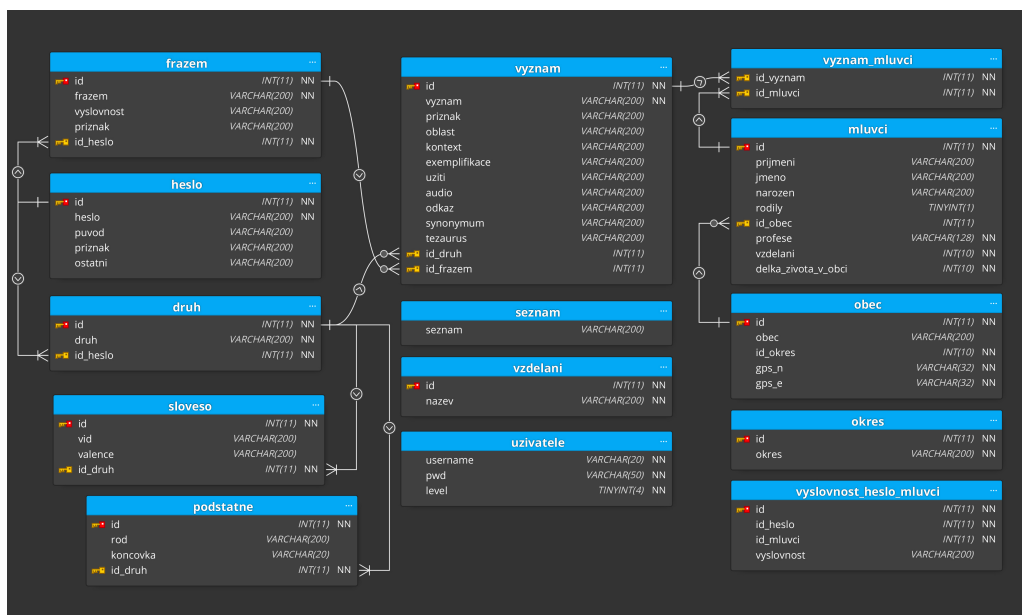 frazem ...
id INT(11) NN
frazem VARCHAR(200) NN
vyslovnost VARCHAR(200)
priznak VARCHAR(200)
id_heslo INT(11) NN
heslo ...
id INT(11) NN
heslo VARCHAR(200) NN
puvod VARCHAR(200)
priznak VARCHAR(200)
ostatni VARCHAR(200)
druh ...
id INT(11) NN
druh VARCHAR(200) NN
id_heslo INT(11) NN
sloveso ...
id INT(11) NN
vid VARCHAR(200)
valence VARCHAR(200)
id_druh INT(11) NN
podstatne ...
id INT(11) NN
rod VARCHAR(200)
koncovka VARCHAR(20)
id_druh INT(11) NN
vyznam ...
id INT(11) NN
vyznam VARCHAR(200) NN
priznak VARCHAR(200)
oblast VARCHAR(200)
kontext VARCHAR(200)
exemplifikace VARCHAR(200)
uziti VARCHAR(200)
audio VARCHAR(200)
odkaz VARCHAR(200)
synonymum VARCHAR(200)
tezaurus VARCHAR(200)
id_druh INT(11)
id_frazem INT(11)
seznam ...
seznam VARCHAR(200)
vzdelani ...
id INT(11) NN
nazev VARCHAR(200) NN
uzivatele ...
username VARCHAR(20) NN
pwd VARCHAR(50) NN
level TINYINT(4) NN
vyznam_mluvci ...
id_vyznam INT(11) NN
id_mluvci INT(11) NN
mluvci ...
id INT(11) NN
prijmeni VARCHAR(200)
jmeno VARCHAR(200)
narozen VARCHAR(200)
rodily TINYINT(1)
id_obec INT(11)
profese VARCHAR(128) NN
vzdelani INT(10) NN
delka_zivota_v_obci INT(10) NN
obec ...
id INT(11) NN
obec VARCHAR(200)
id_okres INT(10) NN
gps_n VARCHAR(32) NN
gps_e VARCHAR(32) NN
okres ...
id INT(11) NN
okres VARCHAR(200) NN
vyslovnost_heslo_mluvci ...
id INT(11) NN
id_heslo INT(11) NN
id_mluvci INT(11) NN
vyslovnost VARCHAR(200)